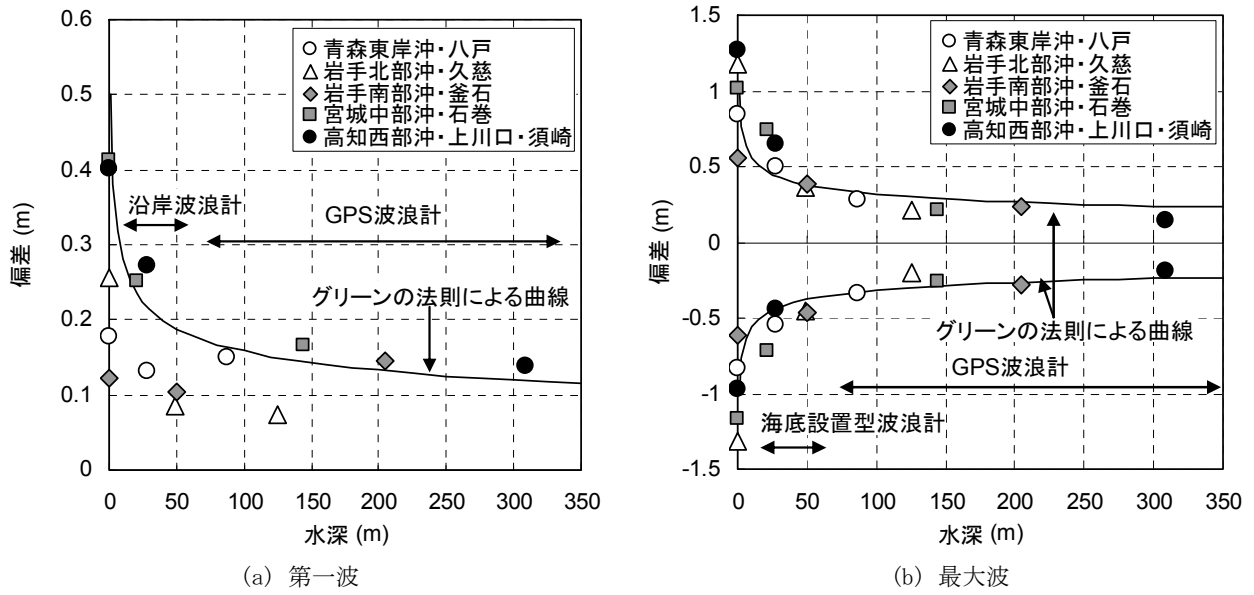 0.6
0.5
0.4
0.3
0.2
0.1
0
偏差 (m)
青森東岸沖・八戸
岩手北部沖・久慈
岩手南部沖・釜石
宮城中部沖・石巻
高知西部沖・上川口・須崎
沿岸波浪計
GPS波浪計
グリーンの法則による曲線
0 50 100 150 200 250 300 350
水深 (m)
(a) 第一波
1.5
1
0.5
0
-0.5
-1
-1.5
偏差 (m)
青森東岸沖・八戸
岩手北部沖・久慈
岩手南部沖・釜石
宮城中部沖・石巻
高知西部沖・上川口・須崎
グリーンの法則による曲線
GPS波浪計
海底設置型波浪計
0 50 100 150 200 250 300 350
水深 (m)
(b) 最大波